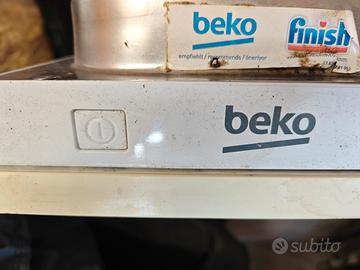 beko
finish
empfiehlt / recommends / öneriyor
beko
subito